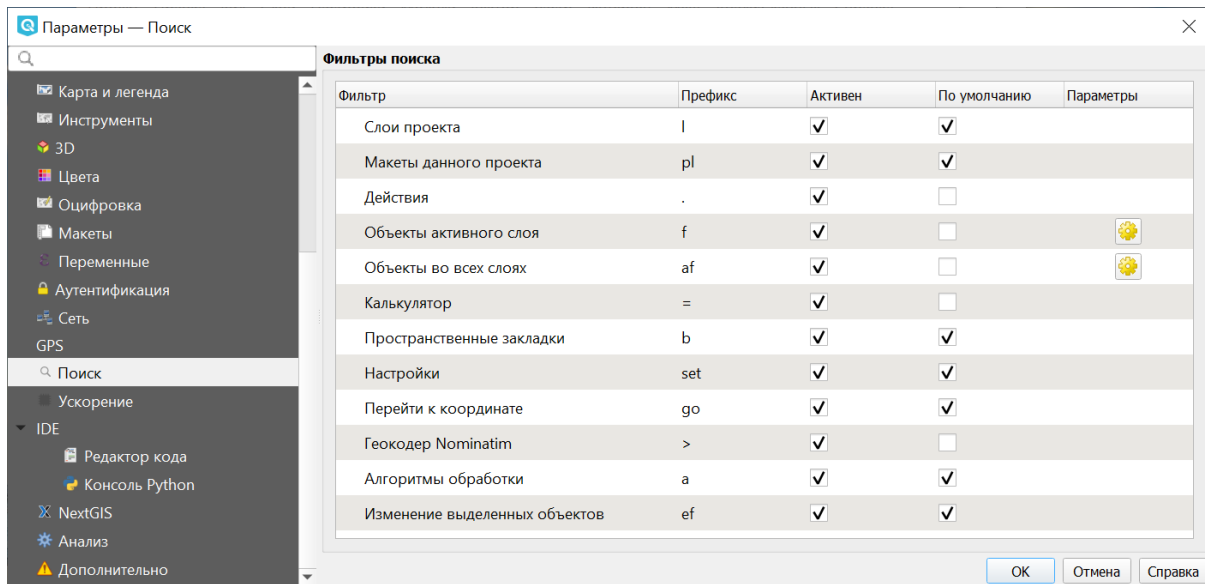 Параметры — Поиск
Фильтры поиска
Карта и легенда
Инструменты
3D
Цвета
Оцифровка
Макеты
Переменные
Аутентификация
Сеть
GPS
Поиск
Ускорение
IDE
Редактор кода
Консоль Python
NextGIS
Анализ
Дополнительно
Фильтр Префикс Активен По умолчанию Параметры
Слои проекта l
Макеты данного проекта pl
Действия .
Объекты активного слоя f
Объекты во всех слоях af
Калькулятор =
Пространственные закладки b
Настройки set
Перейти к координате go
Геокодер Nominatim >
Алгоритмы обработки a
Изменение выделенных объектов ef
OK Отмена Справка